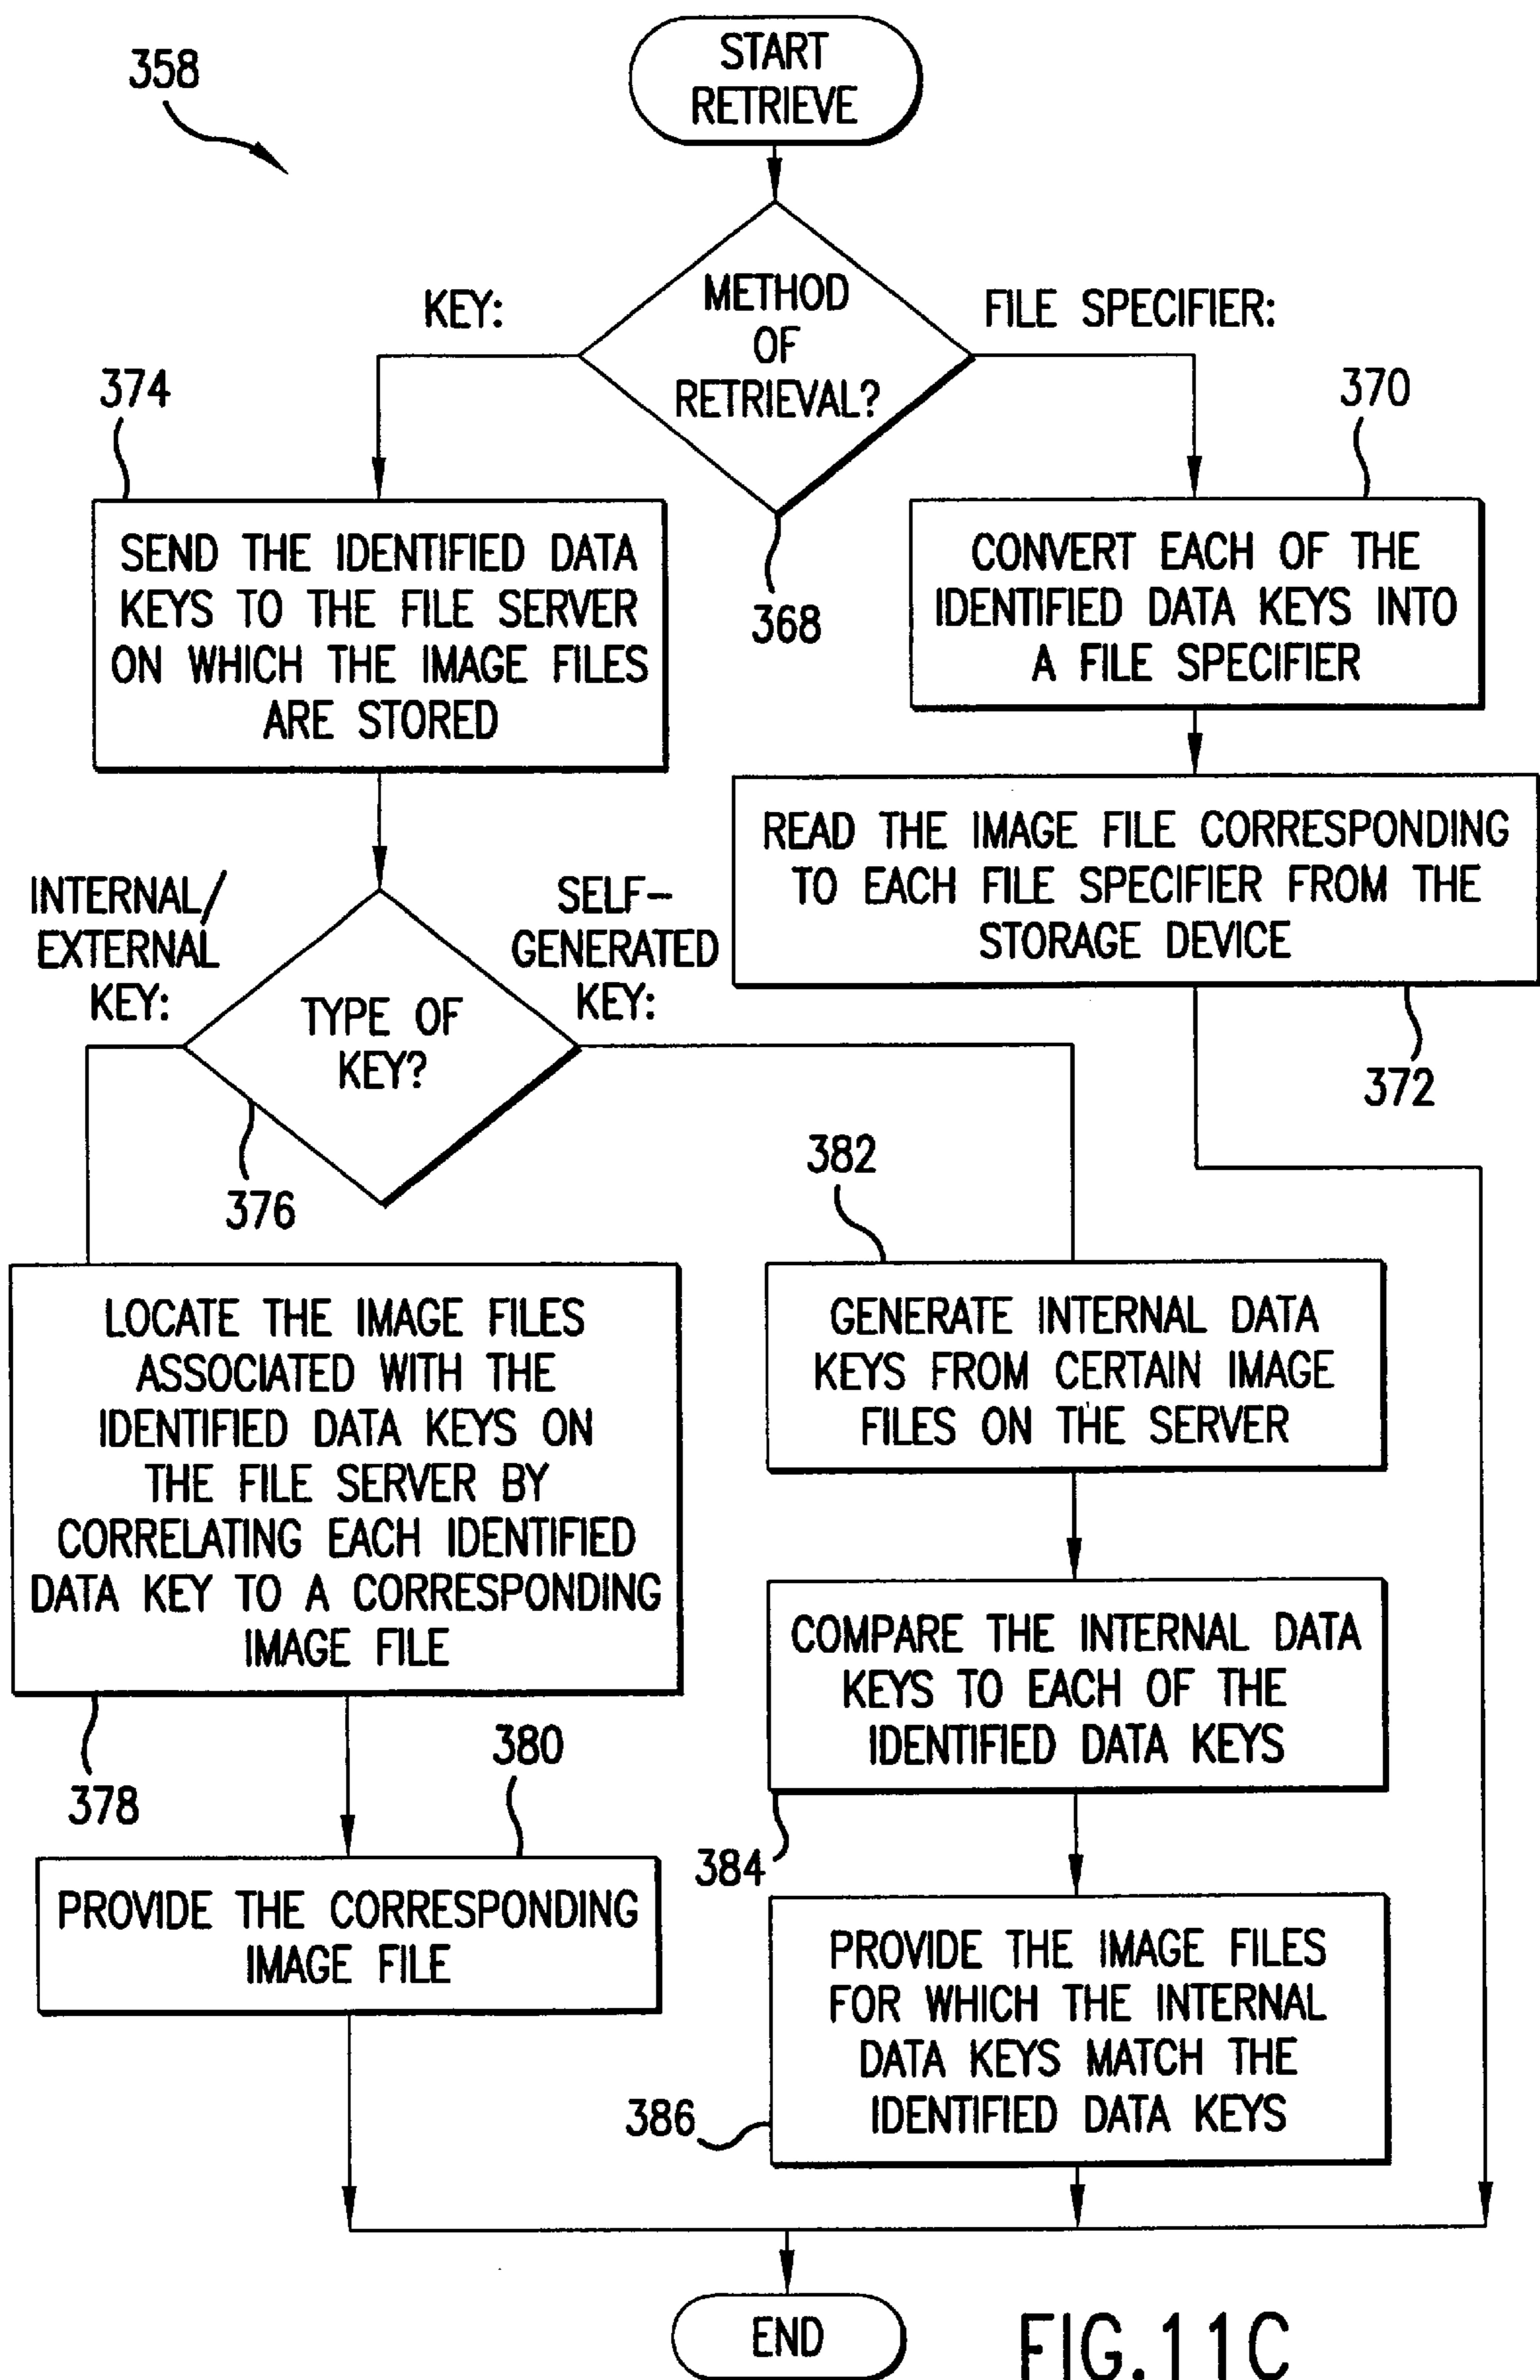 358
START
RETRIEVE
METHOD
OF
RETRIEVAL?
368
KEY:
FILE SPECIFIER:
374
SEND THE IDENTIFIED DATA
KEYS TO THE FILE SERVER
ON WHICH THE IMAGE FILES
ARE STORED
370
CONVERT EACH OF THE
IDENTIFIED DATA KEYS INTO
A FILE SPECIFIER
READ THE IMAGE FILE CORRESPONDING
TO EACH FILE SPECIFIER FROM THE
STORAGE DEVICE
372
INTERNAL/
EXTERNAL
KEY:
TYPE OF
KEY?
376
SELF-
GENERATED
KEY:
LOCATE THE IMAGE FILES
ASSOCIATED WITH THE
IDENTIFIED DATA KEYS ON
THE FILE SERVER BY
CORRELATING EACH IDENTIFIED
DATA KEY TO A CORRESPONDING
IMAGE FILE
378
380
PROVIDE THE CORRESPONDING
IMAGE FILE
382
GENERATE INTERNAL DATA
KEYS FROM CERTAIN IMAGE
FILES ON THE SERVER
COMPARE THE INTERNAL DATA
KEYS TO EACH OF THE
IDENTIFIED DATA KEYS
384
PROVIDE THE IMAGE FILES
FOR WHICH THE INTERNAL
DATA KEYS MATCH THE
IDENTIFIED DATA KEYS
386
END
FIG.11C